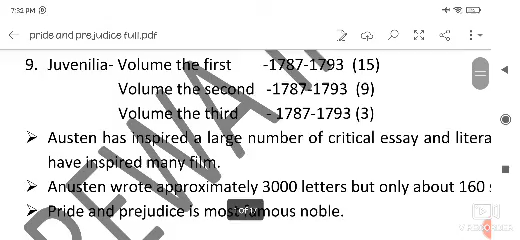 7:32 PM
pride and prejudice full.pdf
9. Juvenilia- Volume the first -1787-1793 (15)
Volume the second -1787-1793 (9)
Volume the third - 1787-1793 (3)
➢ Austen has inspired a large number of critical essay and litera
have inspired many film.
➢ Anusten wrote approximately 3000 letters but only about 160 s
➢ Pride and prejudice is most famous noble.
V RECORDER